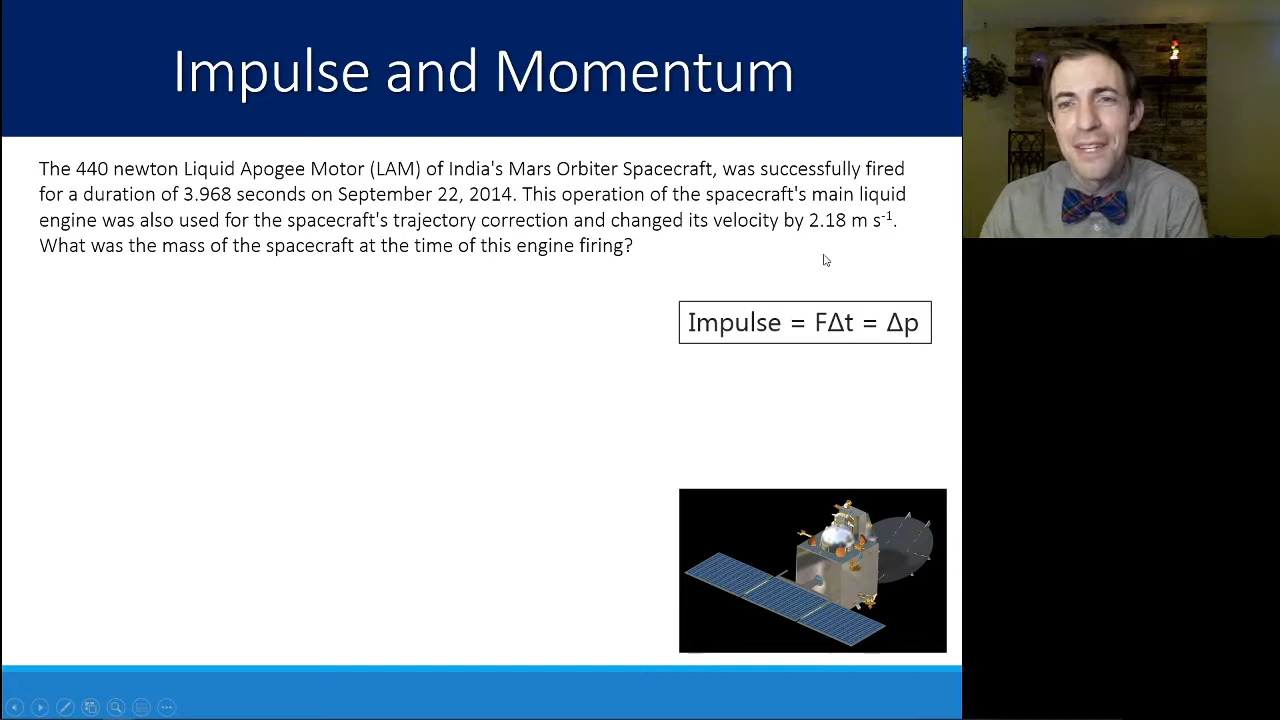 Impulse and Momentum
The 440 newton Liquid Apogee Motor (LAM) of India's Mars Orbiter Spacecraft, was successfully fired
for a duration of 3.968 seconds on September 22, 2014. This operation of the spacecraft's main liquid
engine was also used for the spacecraft's trajectory correction and changed its velocity by 2.18 m s⁻¹.
What was the mass of the spacecraft at the time of this engine firing?
Impulse = FΔt = Δp